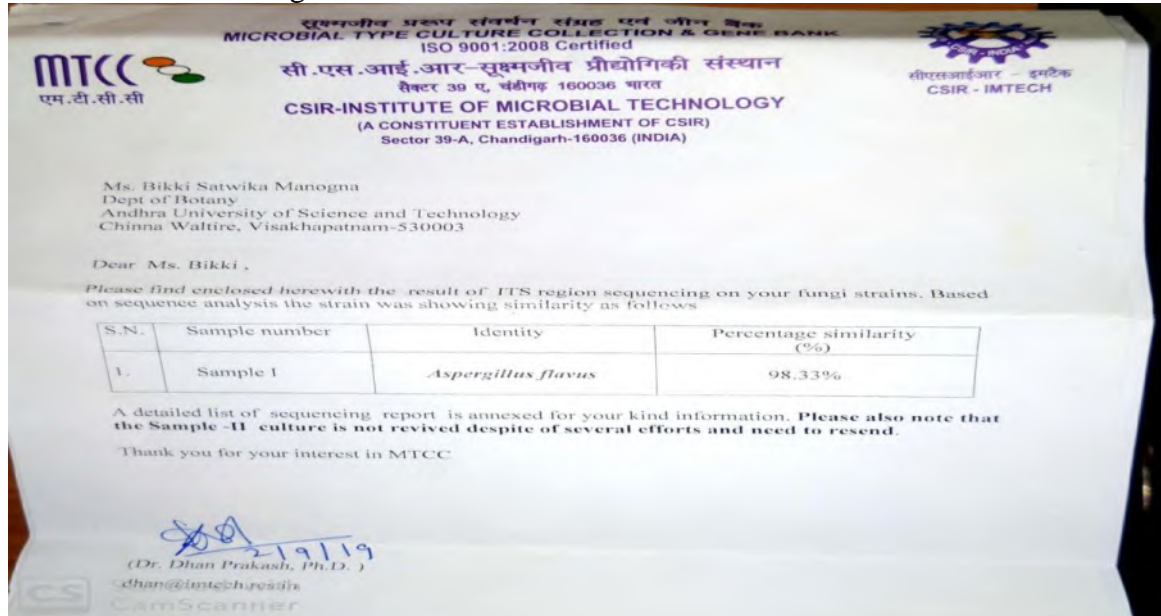 सूक्ष्मजीव प्ररूप संवर्धन संग्रह एवं जीन बैंक
MICROBIAL TYPE CULTURE COLLECTION & GENE BANK
ISO 9001:2008 Certified
mTCC
एम.टी.सी.सी
सी.एस.आई.आर–सूक्ष्मजीव प्रौद्योगिकी संस्थान
सैक्टर 39 ए, चंडीगढ़ 160036 भारत
CSIR-INSTITUTE OF MICROBIAL TECHNOLOGY
(A CONSTITUENT ESTABLISHMENT OF CSIR)
Sector 39-A, Chandigarh-160036 (INDIA)
CSIR-INDIA
सीएसआईआर - इमटैक
CSIR - IMTECH
Ms. Bikki Satwika Manogna
Dept of Botany
Andhra University of Science and Technology
Chinna Waltire, Visakhapatnam-530003
Dear Ms. Bikki ,
Please find enclosed herewith the result of ITS region sequencing on your fungi strains. Based
on sequence analysis the strain was showing similarity as follows
S.N. Sample number Identity Percentage similarity
(%)
1. Sample I Aspergillus flavus 98.33%
A detailed list of sequencing report is annexed for your kind information. Please also note that
the Sample -II culture is not revived despite of several efforts and need to resend.
Thank you for your interest in MTCC
2/9/19
(Dr. Dhan Prakash, Ph.D. )
dhan@imtech.res.in
CS
CamScanner